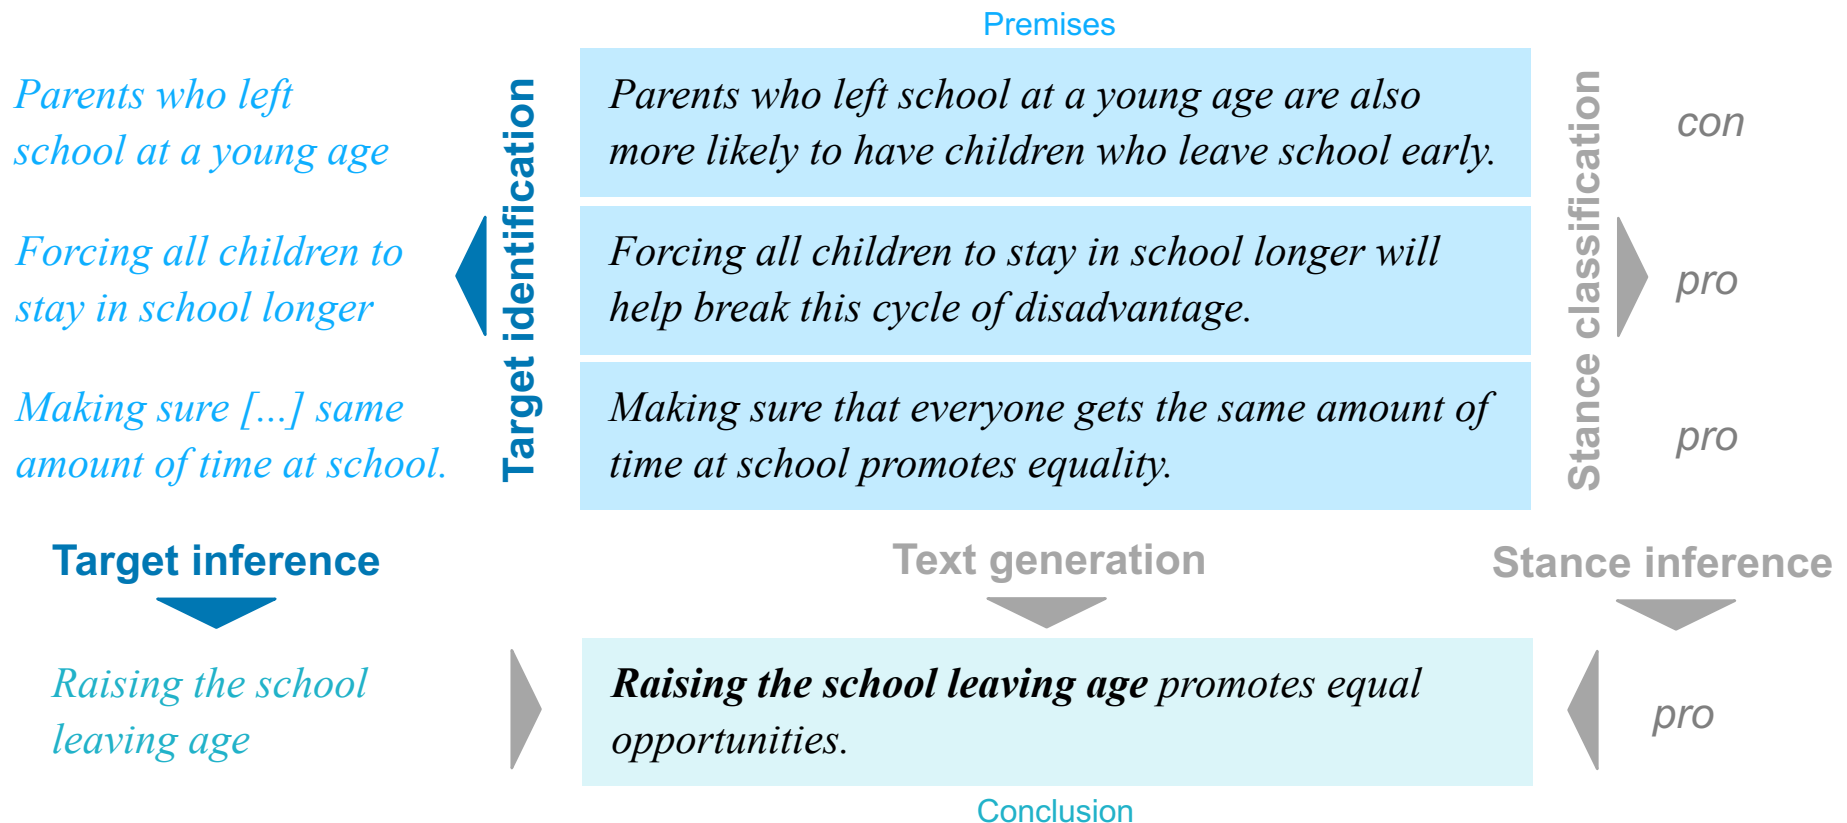 Premises
Parents who left
school at a young age
Target identification
Parents who left school at a young age are also
more likely to have children who leave school early.
Stance classification
con
Forcing all children to
stay in school longer
Forcing all children to stay in school longer will
help break this cycle of disadvantage.
pro
Making sure [...] same
amount of time at school.
Making sure that everyone gets the same amount of
time at school promotes equality.
pro
Target inference
Text generation
Stance inference
Raising the school
leaving age
Raising the school leaving age promotes equal
opportunities.
pro
Conclusion